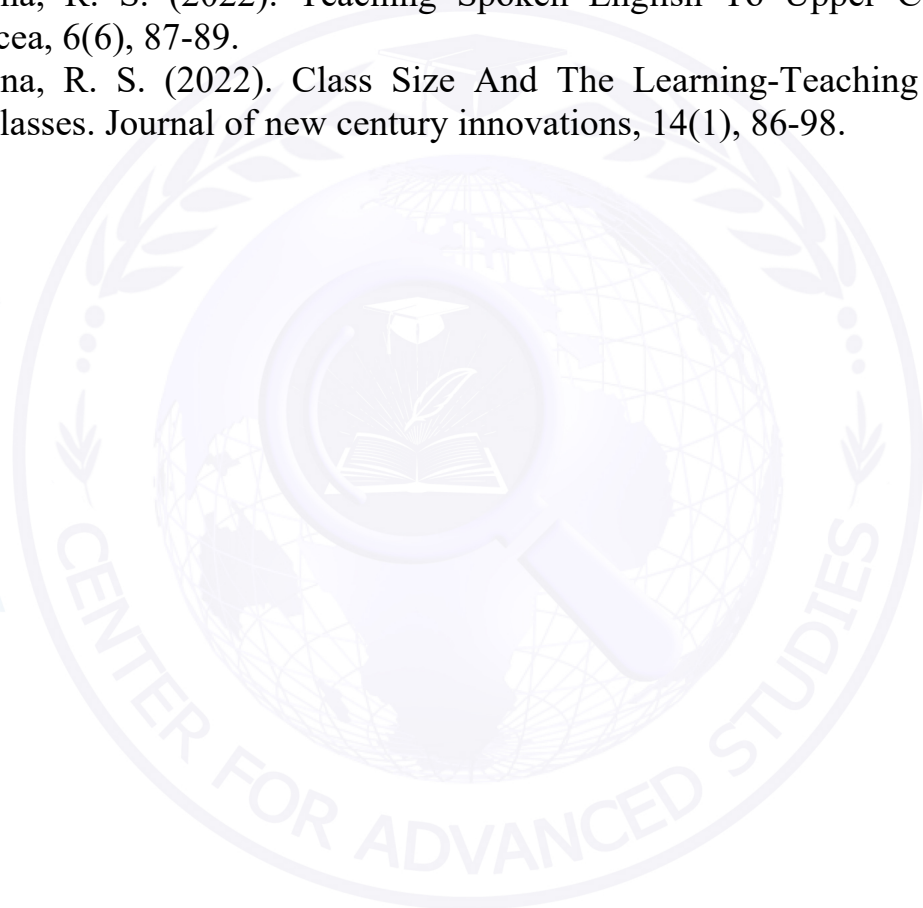 na, R. S. (2022). Teaching Spoken English To Upper C
cea, 6(6), 87-89.
na, R. S. (2022). Class Size And The Learning-Teaching
lasses. Journal of new century innovations, 14(1), 86-98.
CENTER FOR ADVANCED STUDIES